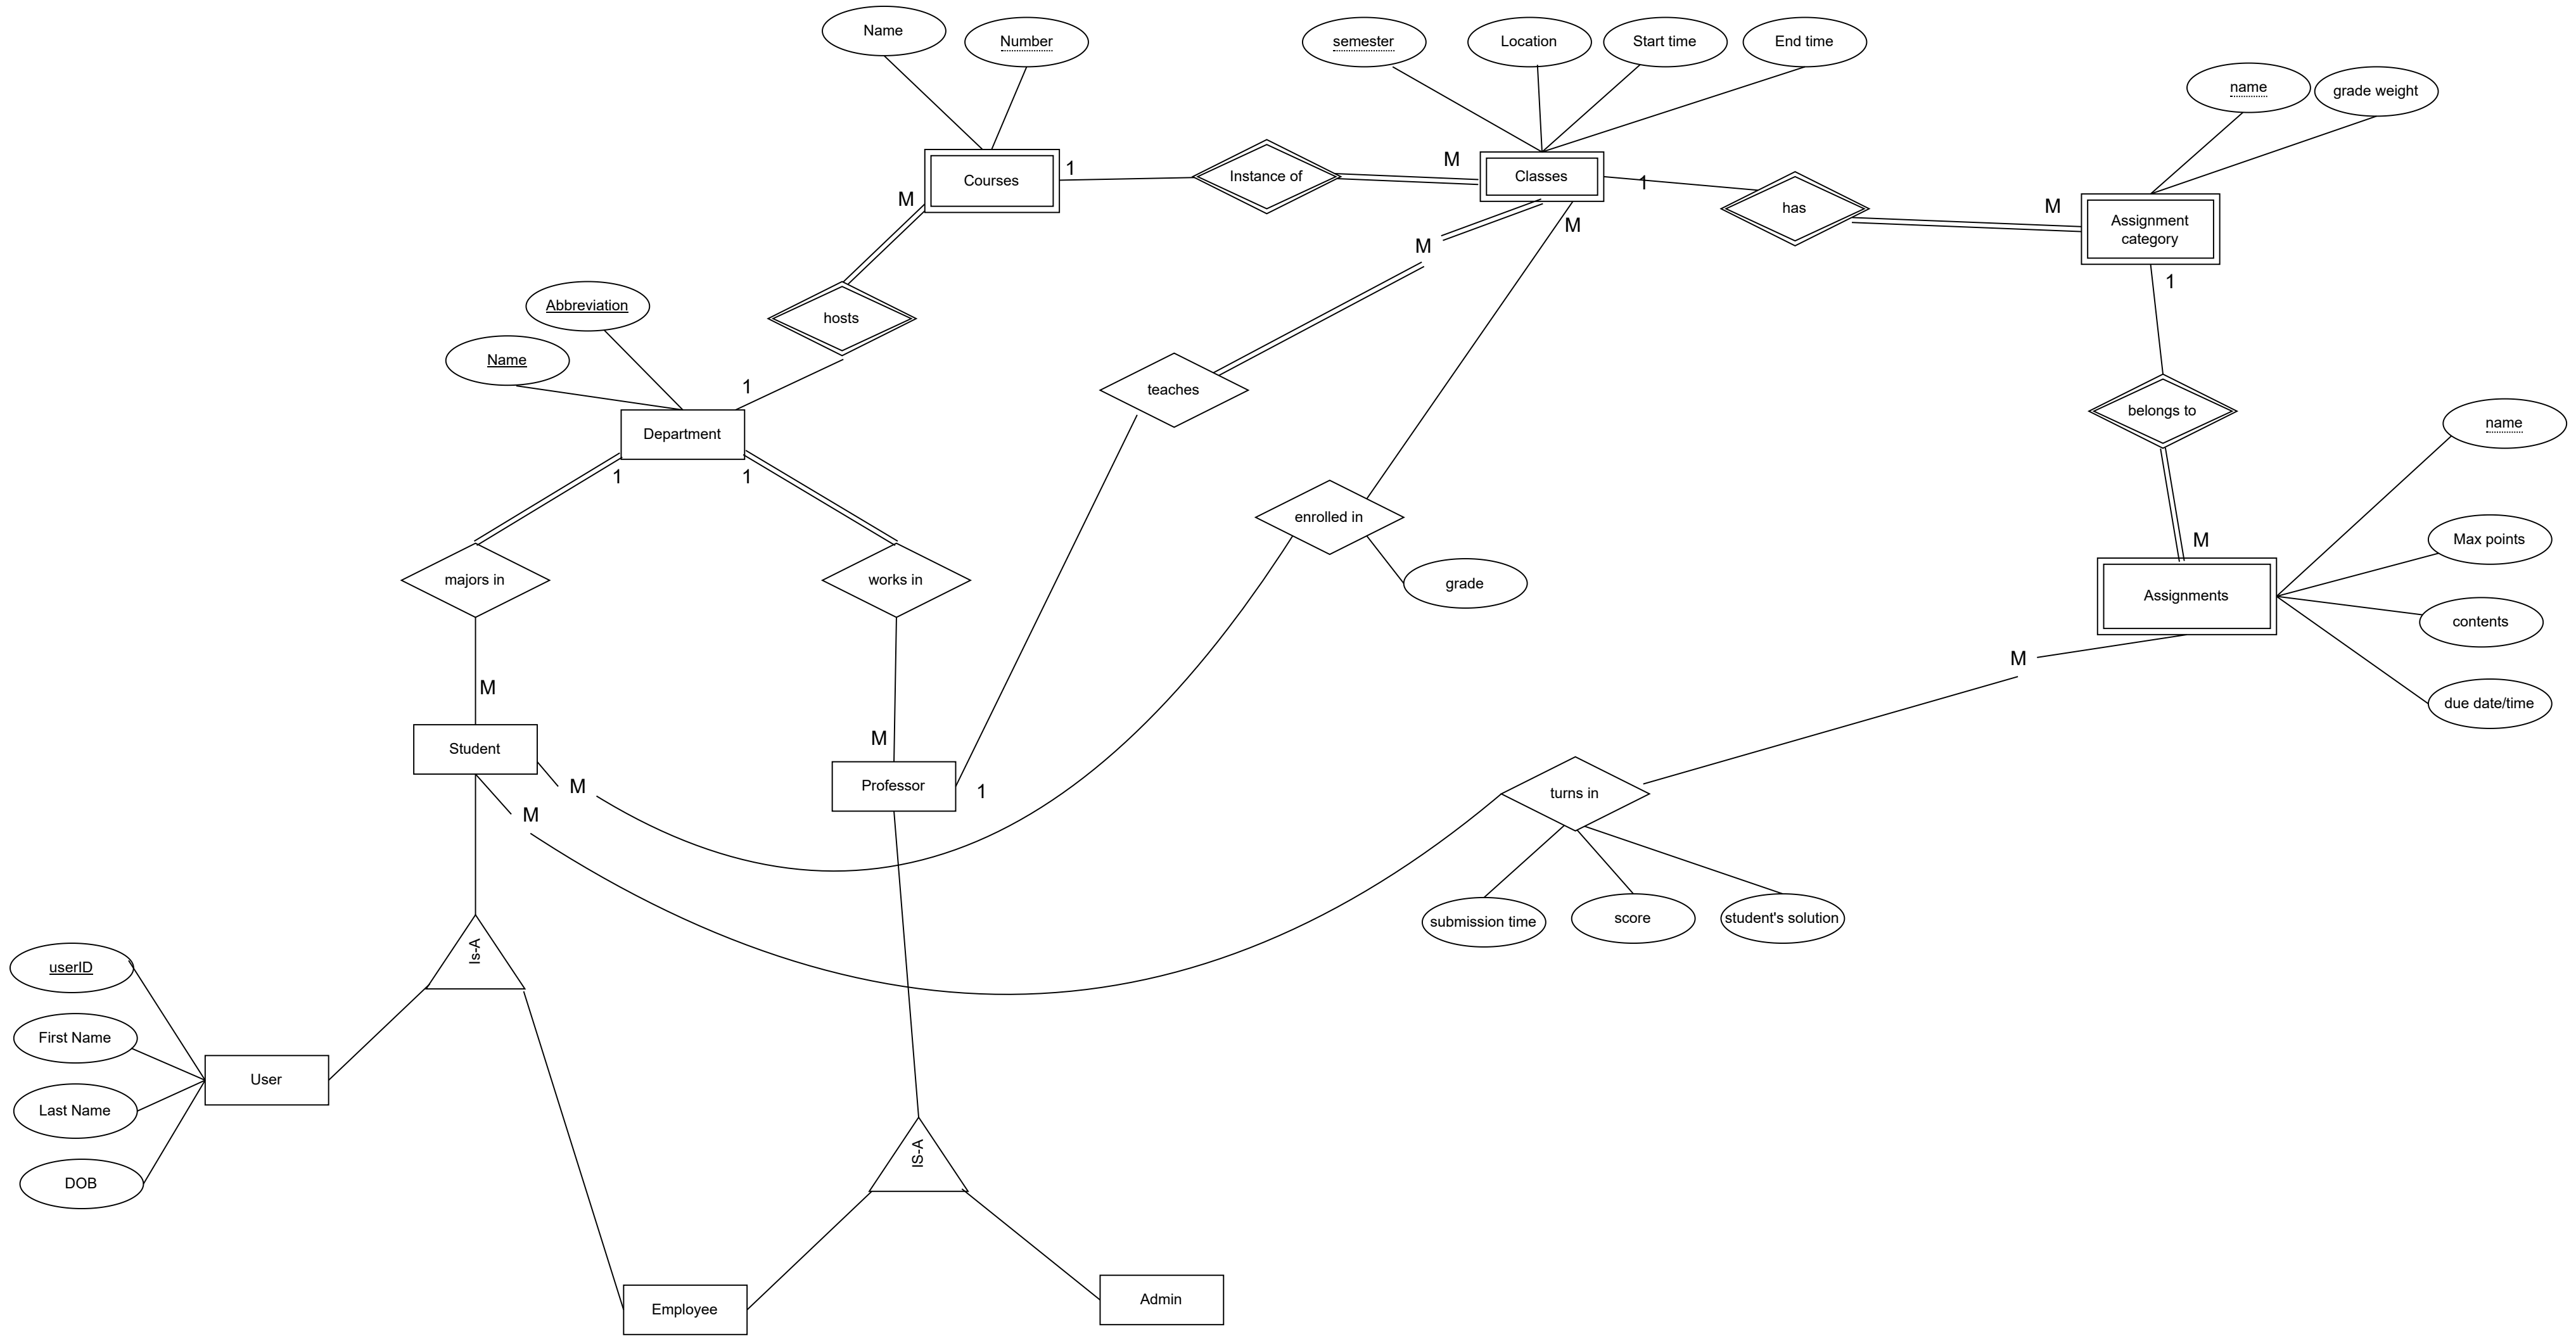 Name
Number
semester
Location
Start time
End time
name
grade weight
Courses
1
Instance of
M
Classes
1
has
M
Assignment
category
M
M
M
1
Abbreviation
hosts
Name
1
teaches
belongs to
name
Department
1
1
M
Max points
enrolled in
majors in
works in
grade
Assignments
contents
M
M
due date/time
M
Student
Professor
1
M
M
turns in
submission time
score
student's solution
Is-A
userID
First Name
User
Last Name
IS-A
DOB
Employee
Admin